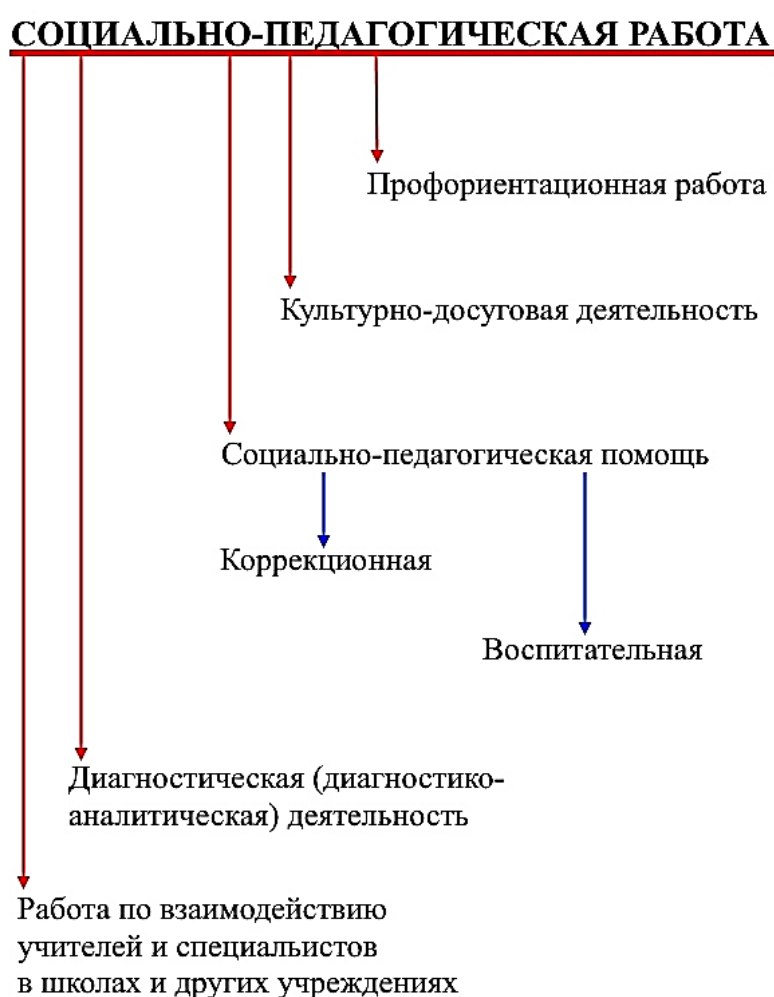 СОЦИАЛЬНО-ПЕДАГОГИЧЕСКАЯ РАБОТА
Профориентационная работа
Культурно-досуговая деятельность
Социально-педагогическая помощь
Коррекционная
Воспитательная
Диагностическая (диагностико-
аналитическая) деятельность
Работа по взаимодействию
учителей и специальистов
в школах и других учреждениях